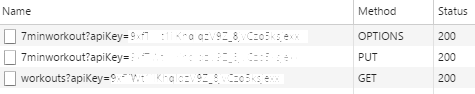 Name Method Status
7minworkout?apiKey= OPTIONS 200
7minworkout?apiKey= PUT 200
workouts?apiKey= GET 200